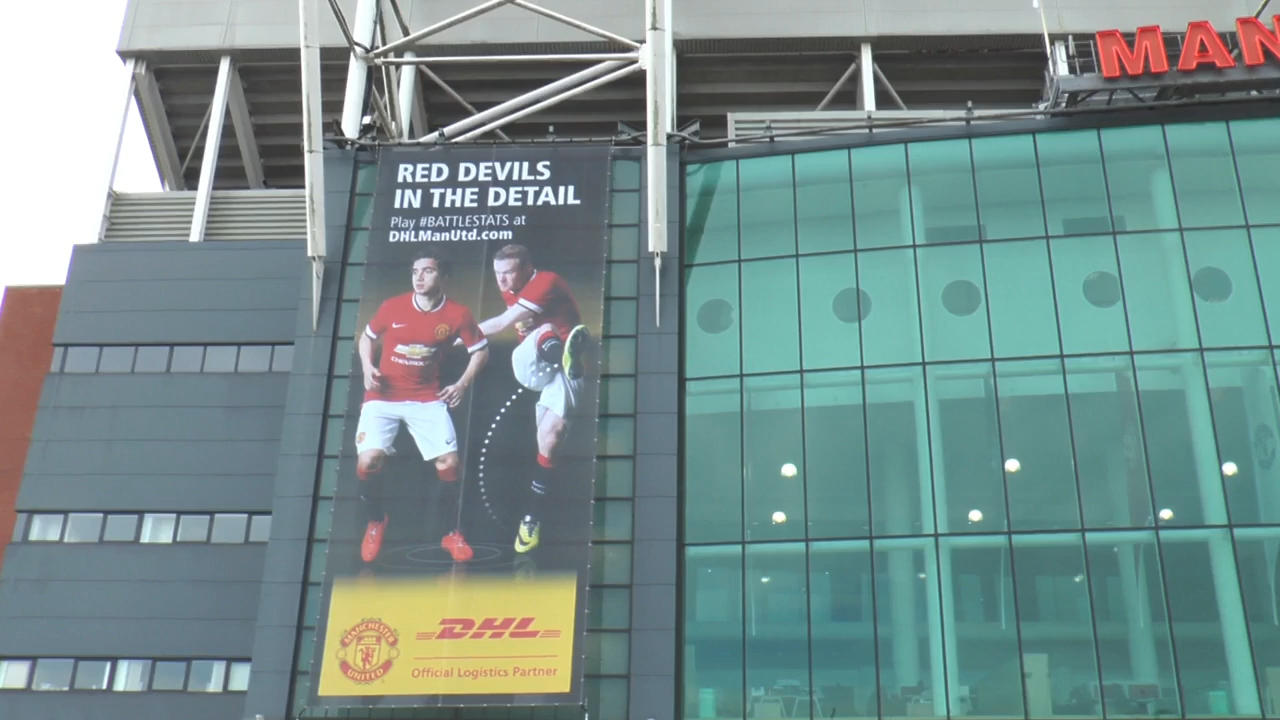 MAN
RED DEVILS
IN THE DETAIL
Play #BATTLESTATS at
DHLManUtd.com
CHEVROLET
MANCHESTER
UNITED
DHL
Official Logistics Partner